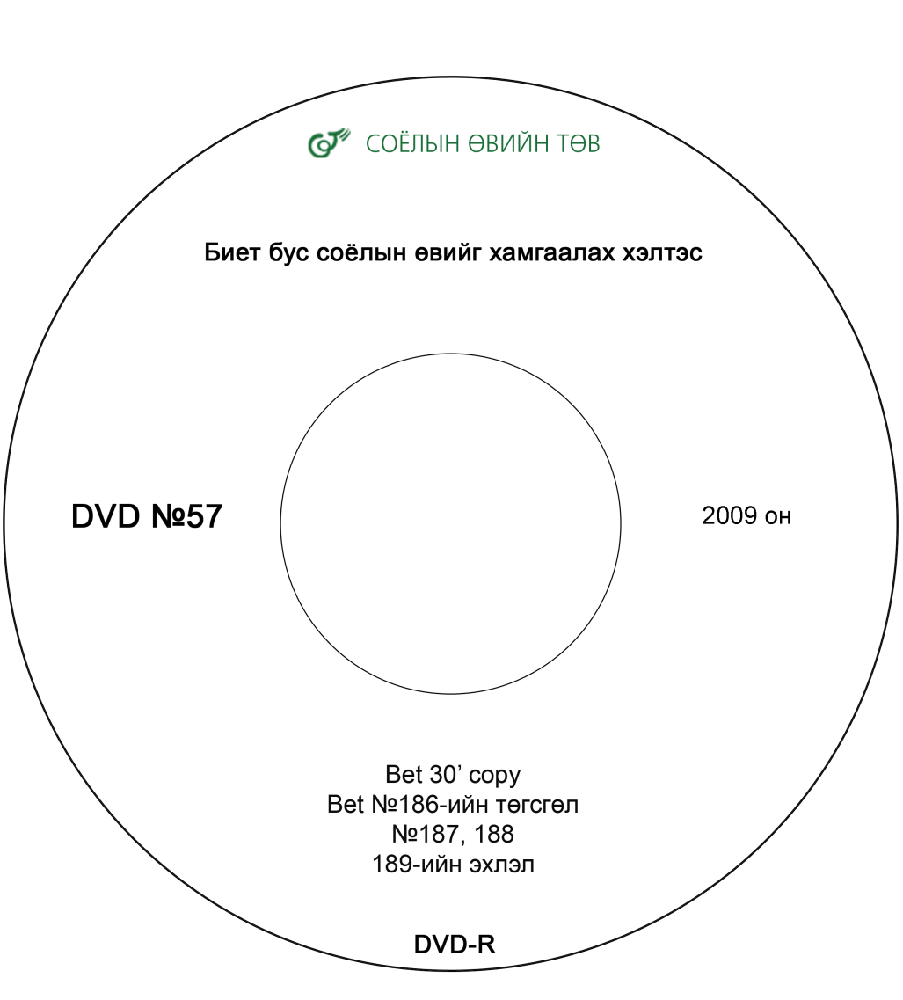 СОЁЛЫН ӨВИЙН ТӨВ
Биет бус соёлын өвийг хамгаалах хэлтэс
DVD №57
2009 он
Bet 30’ copy
Bet №186-ийн төгсгөл
№187, 188
189-ийн эхлэл
DVD-R